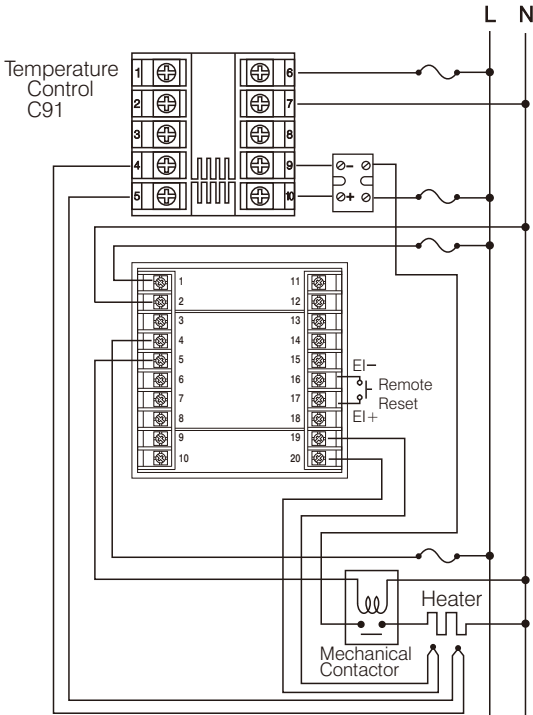 L N
Temperature
Control
C91
1 6
2 7
3 8
4 9 -
5 10 +
1 11
2 12
3 13
4 14
5 15 EI−
6 16 Remote
7 17 Reset
8 18 EI+
9 19
10 20
Heater
Mechanical
Contactor